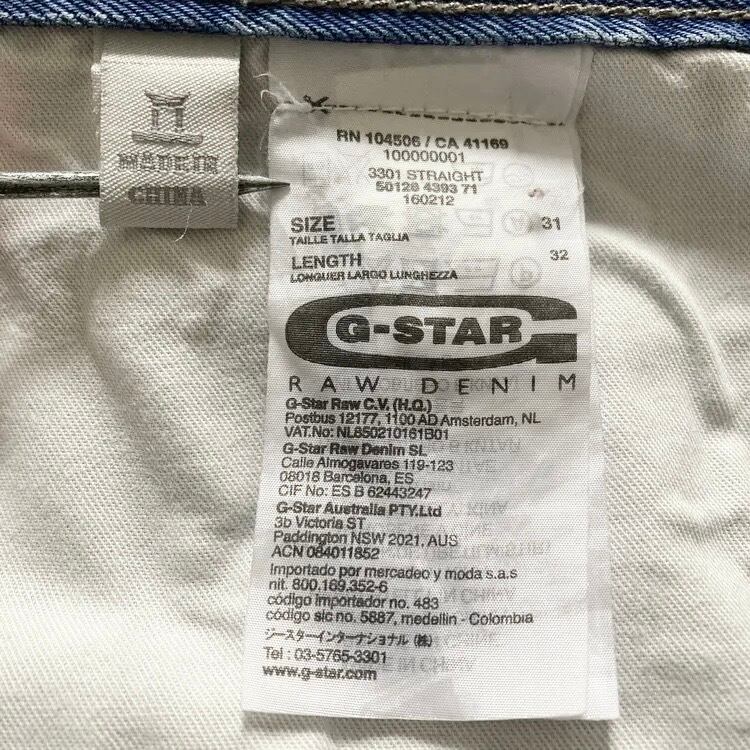 MADE IN
CHINA
RN 104506 / CA 41169
100000001
3301 STRAIGHT
50128 4393 71
160212
SIZE 31
TAILLE TALLA TAGLIA
LENGTH 32
LONGUER LARGO LUNGHEZZA
G-STAR
RAW DENIM
G-Star Raw C.V. (H.Q.)
Postbus 12177, 1100 AD Amsterdam, NL
VAT.No: NL850210161B01
G-Star Raw Denim SL
Calle Almogavares 119-123
08018 Barcelona, ES
CIF No: ES B 62443247
G-Star Australia PTY.Ltd
3b Victoria ST
Paddington NSW 2021, AUS
ACN 084011852
Importado por mercadeo y moda s.a.s
nit. 800.169.352-6
código importador no. 483
código sic no. 5887, medellin - Colombia
ジースターインターナショナル (株)
Tel : 03-5765-3301
www.g-star.com